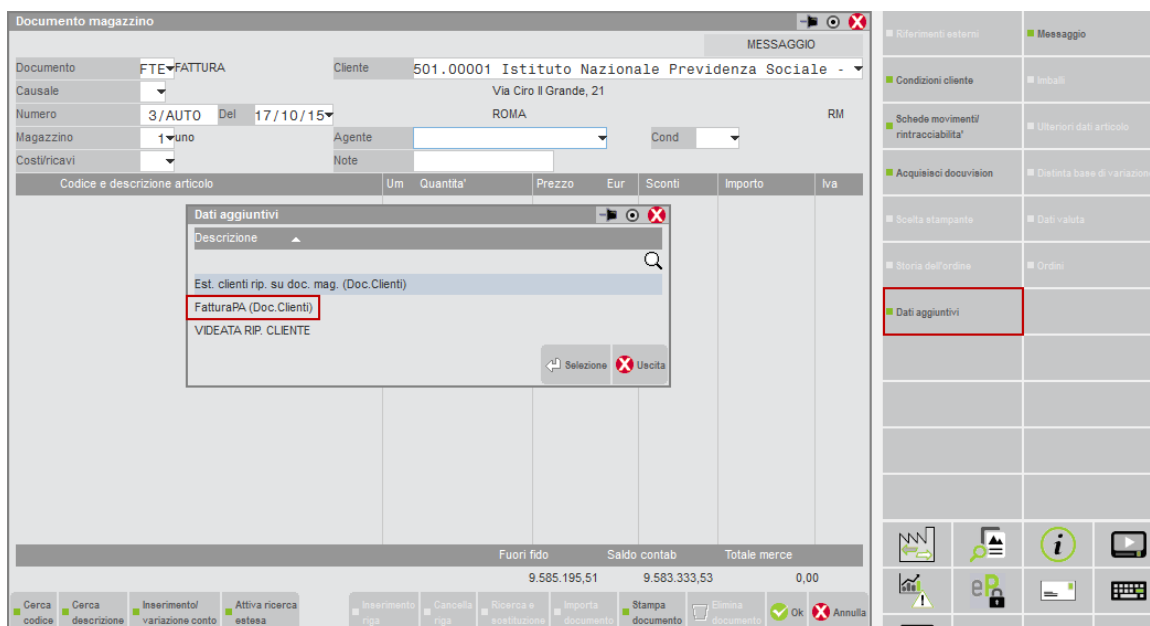 Documento magazzino
MESSAGGIO
Documento FTE FATTURA Cliente 501.00001 Istituto Nazionale Previdenza Sociale -
Causale Via Ciro Il Grande, 21
Numero 3/AUTO Del 17/10/15 ROMA RM
Magazzino 1 uno Agente Cond
Costi/ricavi Note
Codice e descrizione articolo Um Quantita' Prezzo Eur Sconti Importo Iva
Dati aggiuntivi
Descrizione
Est. clienti rip. su doc. mag. (Doc.Clienti)
FatturaPA (Doc.Clienti)
VIDEATA RIP. CLIENTE
Selezione Uscita
Fuori fido Saldo contab Totale merce
9.585.195,51 9.583.333,53 0,00
Cerca codice
Cerca descrizione
Inserimento/ variazione conto
Attiva ricerca estesa
Inserimento riga
Cancella riga
Ricerca e sostituzione
Importa documento
Stampa documento
Elimina documento
Ok
Annulla
Riferimenti esterni
Messaggio
Condizioni cliente
Imballi
Schede movimenti/
rintracciabilita'
Ulteriori dati articolo
Acquisisci docuvision
Distinta base di variazione
Scelta stampante
Dati valuta
Storia dell'ordine
Ordini
Dati aggiuntivi